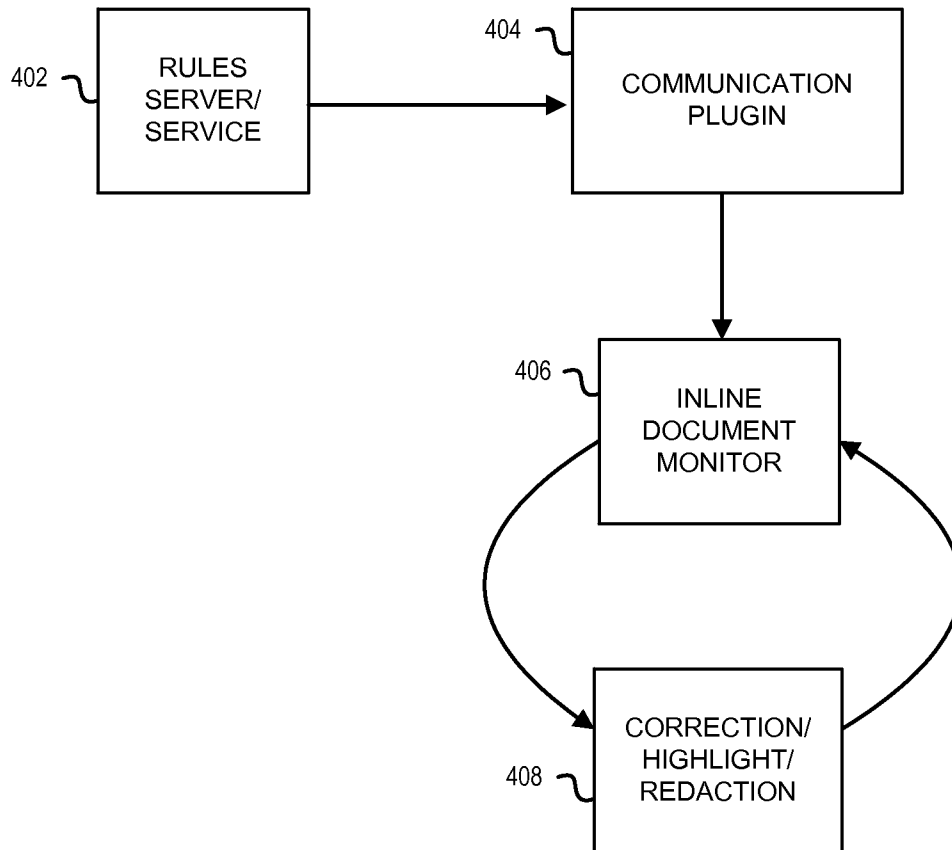 402
RULES
SERVER/
SERVICE
404
COMMUNICATION
PLUGIN
406
INLINE
DOCUMENT
MONITOR
408
CORRECTION/
HIGHLIGHT/
REDACTION